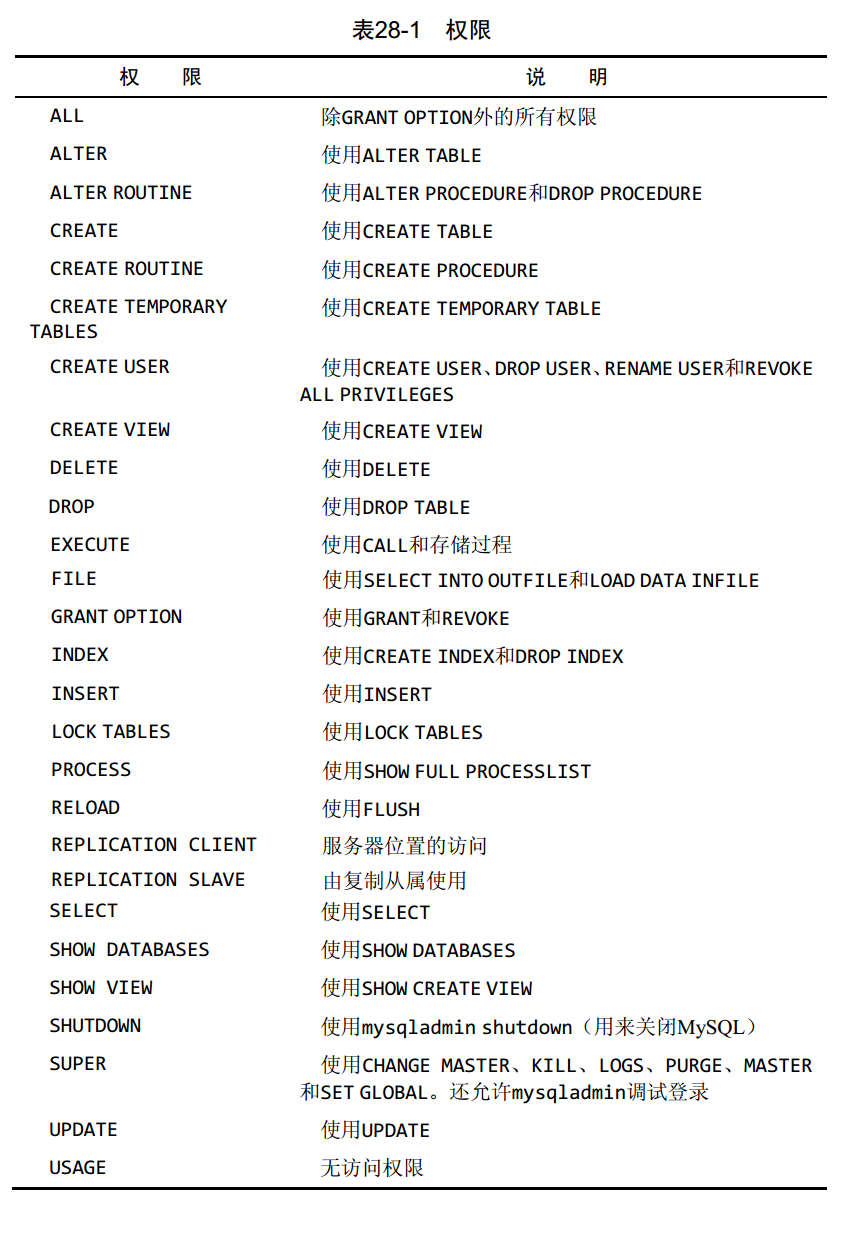 表28-1 权限
权 限 说 明
ALL 除GRANT OPTION外的所有权限
ALTER 使用ALTER TABLE
ALTER ROUTINE 使用ALTER PROCEDURE和DROP PROCEDURE
CREATE 使用CREATE TABLE
CREATE ROUTINE 使用CREATE PROCEDURE
CREATE TEMPORARY 使用CREATE TEMPORARY TABLE
TABLES
CREATE USER 使用CREATE USER、DROP USER、RENAME USER和REVOKE
ALL PRIVILEGES
CREATE VIEW 使用CREATE VIEW
DELETE 使用DELETE
DROP 使用DROP TABLE
EXECUTE 使用CALL和存储过程
FILE 使用SELECT INTO OUTFILE和LOAD DATA INFILE
GRANT OPTION 使用GRANT和REVOKE
INDEX 使用CREATE INDEX和DROP INDEX
INSERT 使用INSERT
LOCK TABLES 使用LOCK TABLES
PROCESS 使用SHOW FULL PROCESSLIST
RELOAD 使用FLUSH
REPLICATION CLIENT 服务器位置的访问
REPLICATION SLAVE 由复制从属使用
SELECT 使用SELECT
SHOW DATABASES 使用SHOW DATABASES
SHOW VIEW 使用SHOW CREATE VIEW
SHUTDOWN 使用mysqladmin shutdown（用来关闭MySQL）
SUPER 使用CHANGE MASTER、KILL、LOGS、PURGE、MASTER
和SET GLOBAL。还允许mysqladmin调试登录
UPDATE 使用UPDATE
USAGE 无访问权限